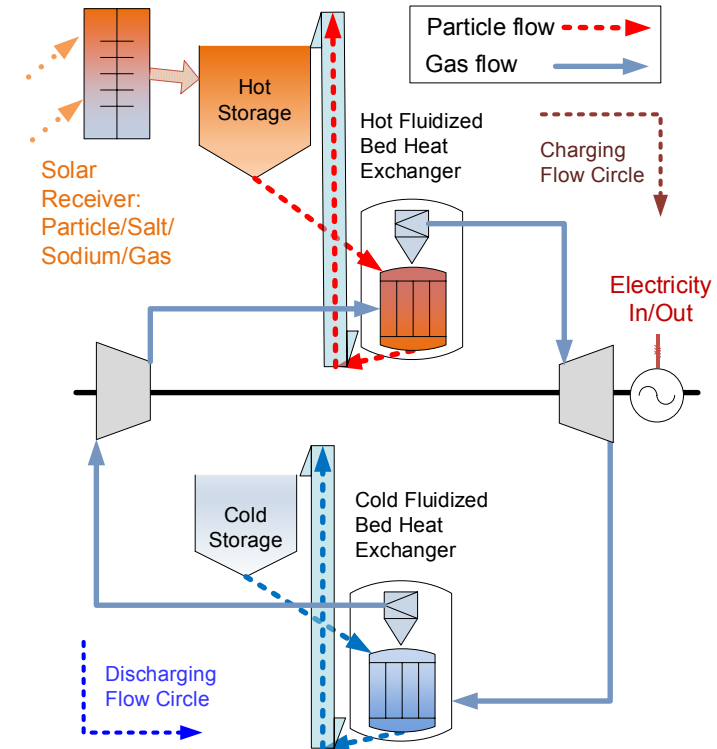 Particle flow
Gas flow
Hot
Storage
Hot Fluidized
Bed Heat
Exchanger
Charging
Flow Circle
Solar
Receiver:
Particle/Salt/
Sodium/Gas
Electricity
In/Out
Cold
Storage
Cold Fluidized
Bed Heat
Exchanger
Discharging
Flow Circle